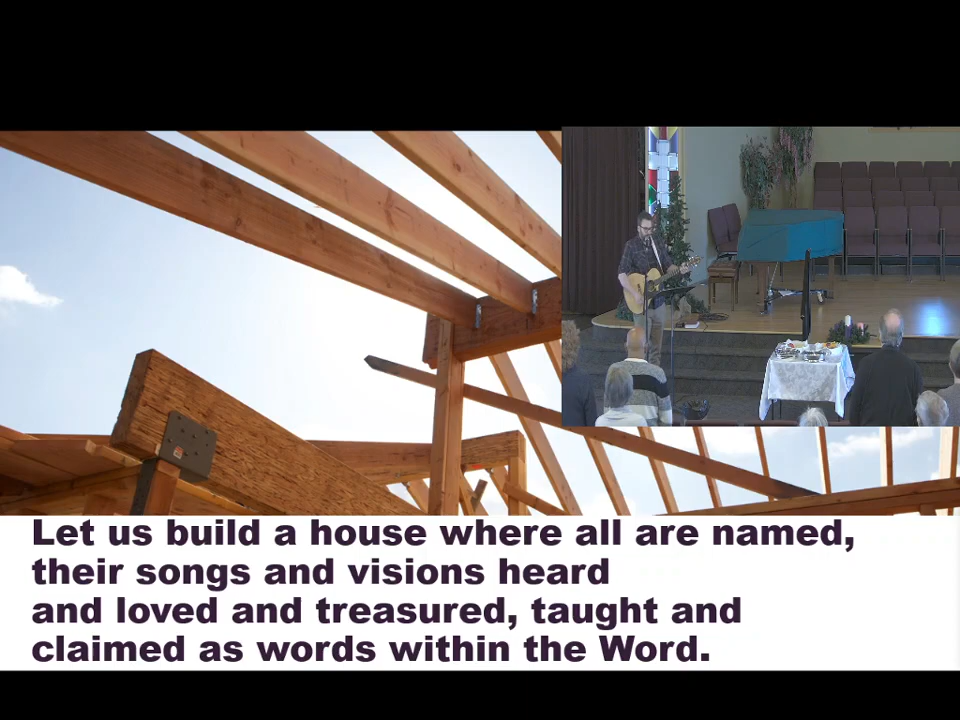 Let us build a house where all are named,
their songs and visions heard
and loved and treasured, taught and
claimed as words within the Word.